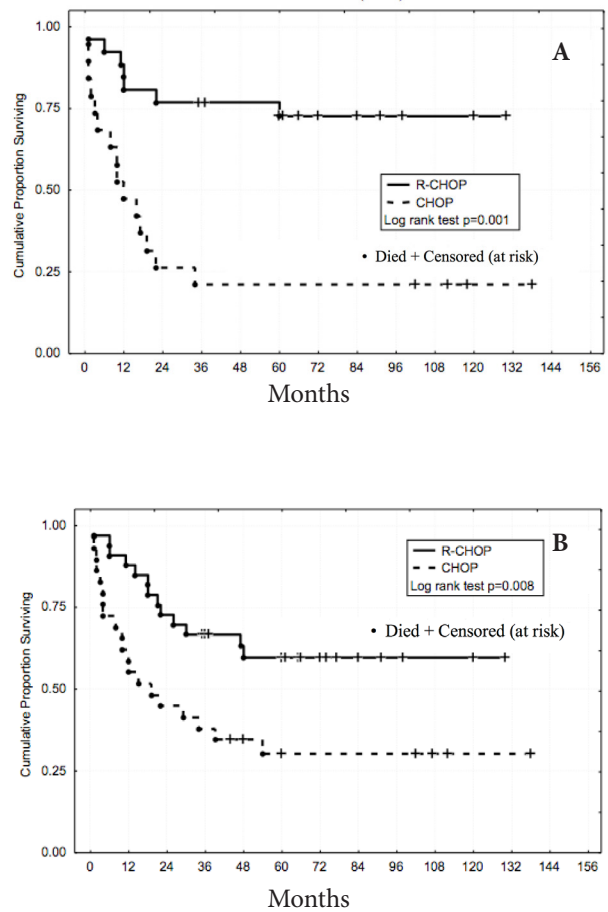 1.00
A
0.75
Cumulative Proportion Surviving
0.50
R-CHOP
CHOP
Log rank test p=0.001
• Died + Censored (at risk)
0.25
0.00
0 12 24 36 48 60 72 84 96 108 120 132 144 156
Months
1.00
B
R-CHOP
CHOP
Log rank test p=0.008
0.75
• Died + Censored (at risk)
Cumulative Proportion Surviving
0.50
0.25
0.00
0 12 24 36 48 60 72 84 96 108 120 132 144 156
Months